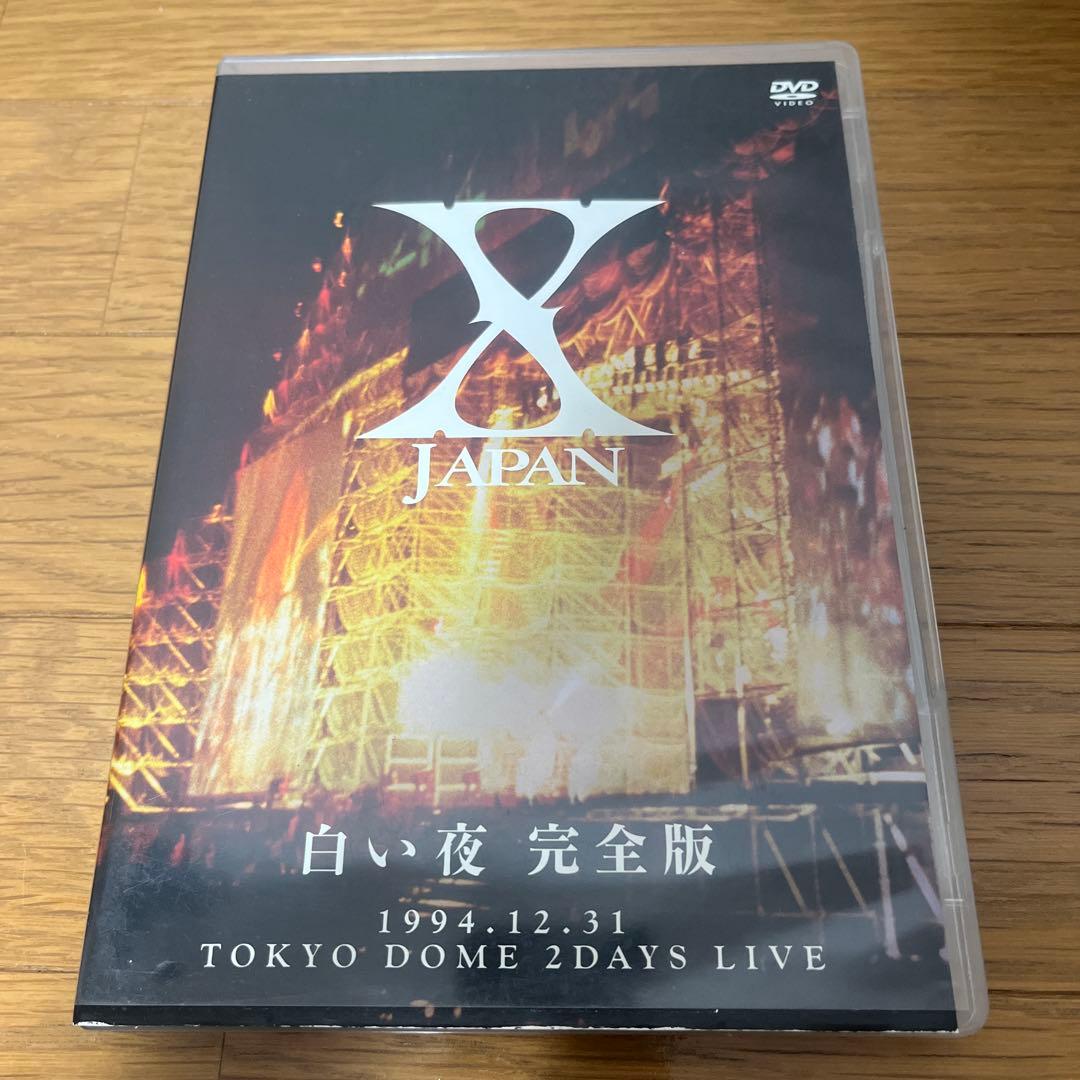 DVD
VIDEO
X
JAPAN
白い夜 完全版
1994.12.31
TOKYO DOME 2DAYS LIVE